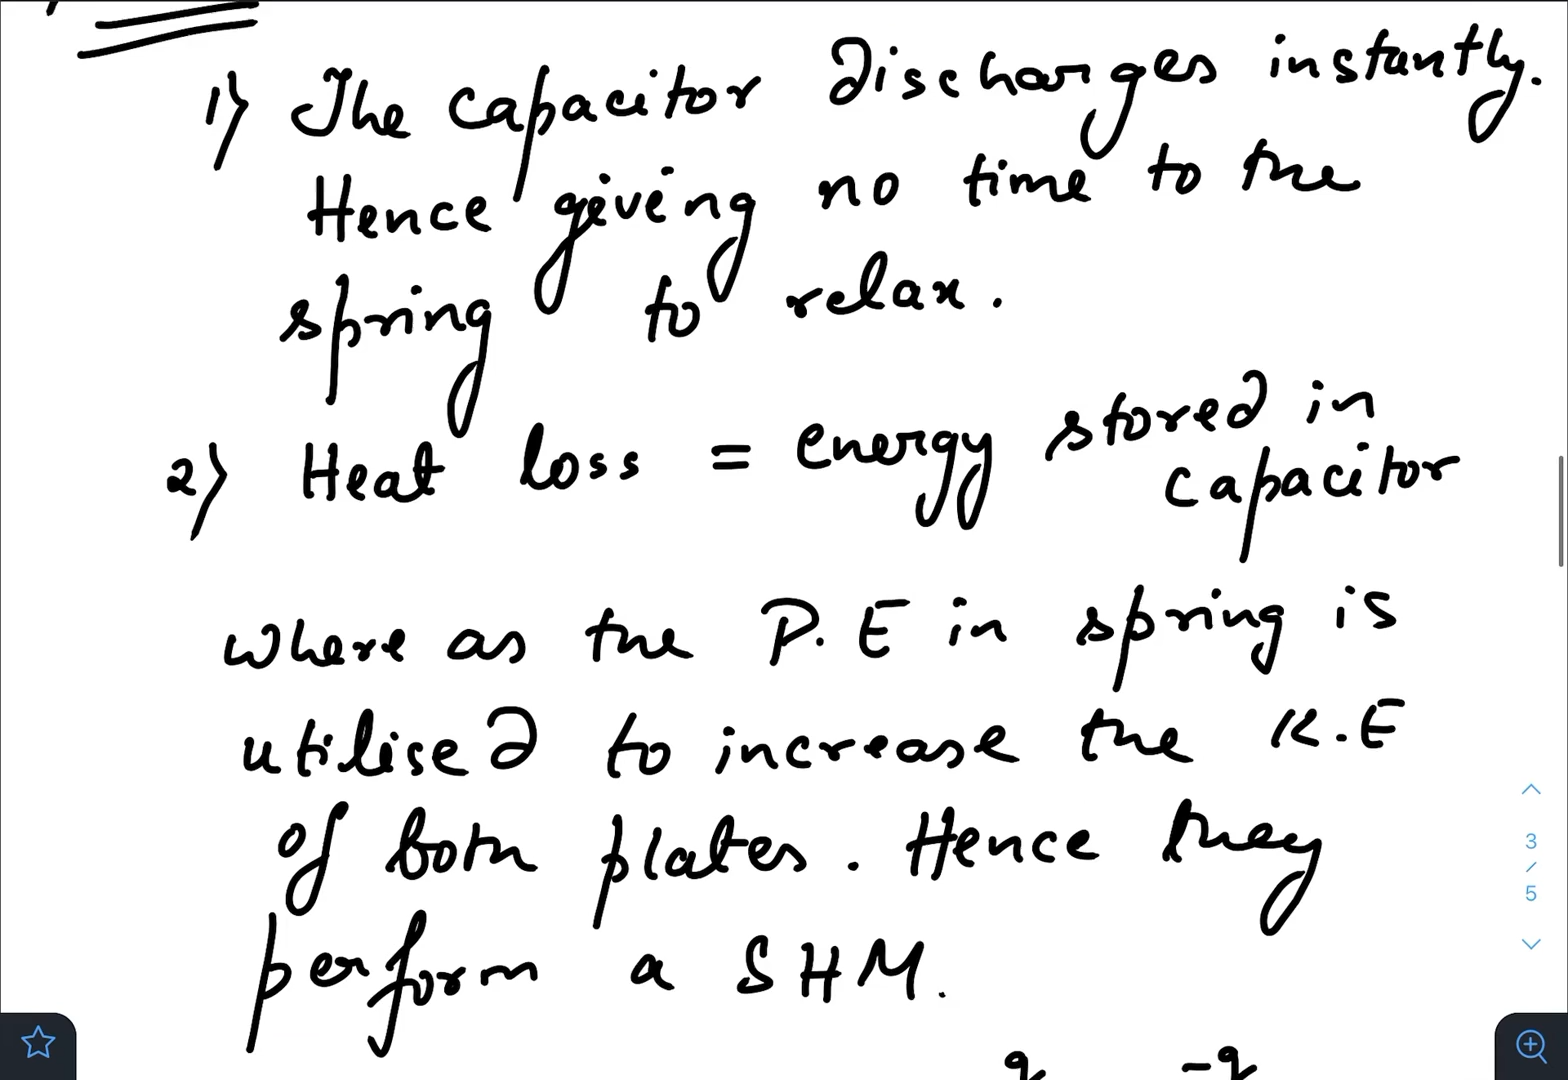 1) The capacitor discharges instantly.
Hence giving no time to the
spring to relax.
2) Heat loss = energy stored in
capacitor
where as the P.E in spring is
utilised to increase the K.E
of both plates. Hence they
perform a SHM.
q -q
3
/
5